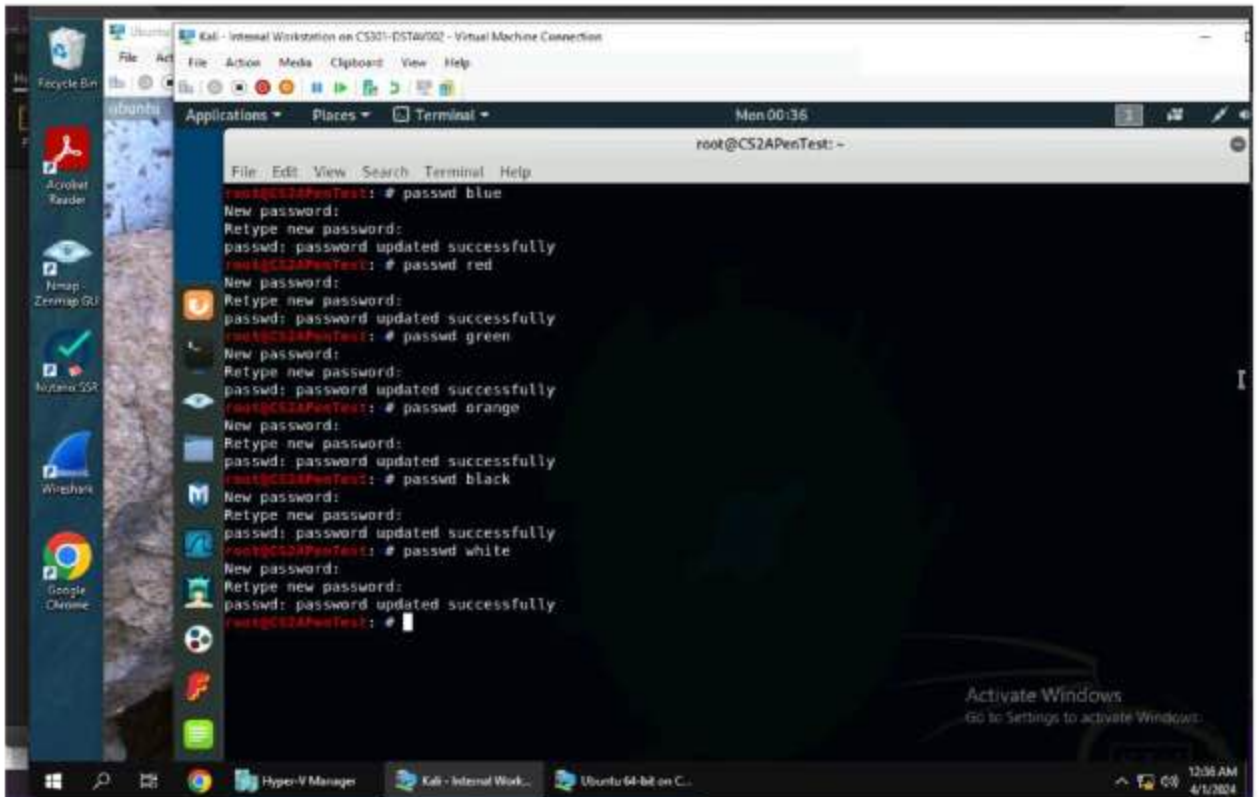 Recycle Bin
Acrobat
Reader
Nmap -
Zenmap GUI
Wireshark
Google
Chrome
Ubuntu
File Act
ubuntu
Kali - Internal Workstation on CS301-DSTAV002 - Virtual Machine Connection
File Action Media Clipboard View Help
Applications Places Terminal Mon 00:36 1
root@CS2APenTest: ~
File Edit View Search Terminal Help
root@CS2APenTest: # passwd blue
New password:
Retype new password:
passwd: password updated successfully
root@CS2APenTest: # passwd red
New password:
Retype new password:
passwd: password updated successfully
root@CS2APenTest: # passwd green
New password:
Retype new password:
passwd: password updated successfully
root@CS2APenTest: # passwd orange
New password:
Retype new password:
passwd: password updated successfully
root@CS2APenTest: # passwd black
New password:
Retype new password:
passwd: password updated successfully
root@CS2APenTest: # passwd white
New password:
Retype new password:
passwd: password updated successfully
root@CS2APenTest: #
Activate Windows
Go to Settings to activate Windows.
Hyper-V Manager Kali - Internal Work... Ubuntu 64-bit on C... 12:36 AM
4/1/2024